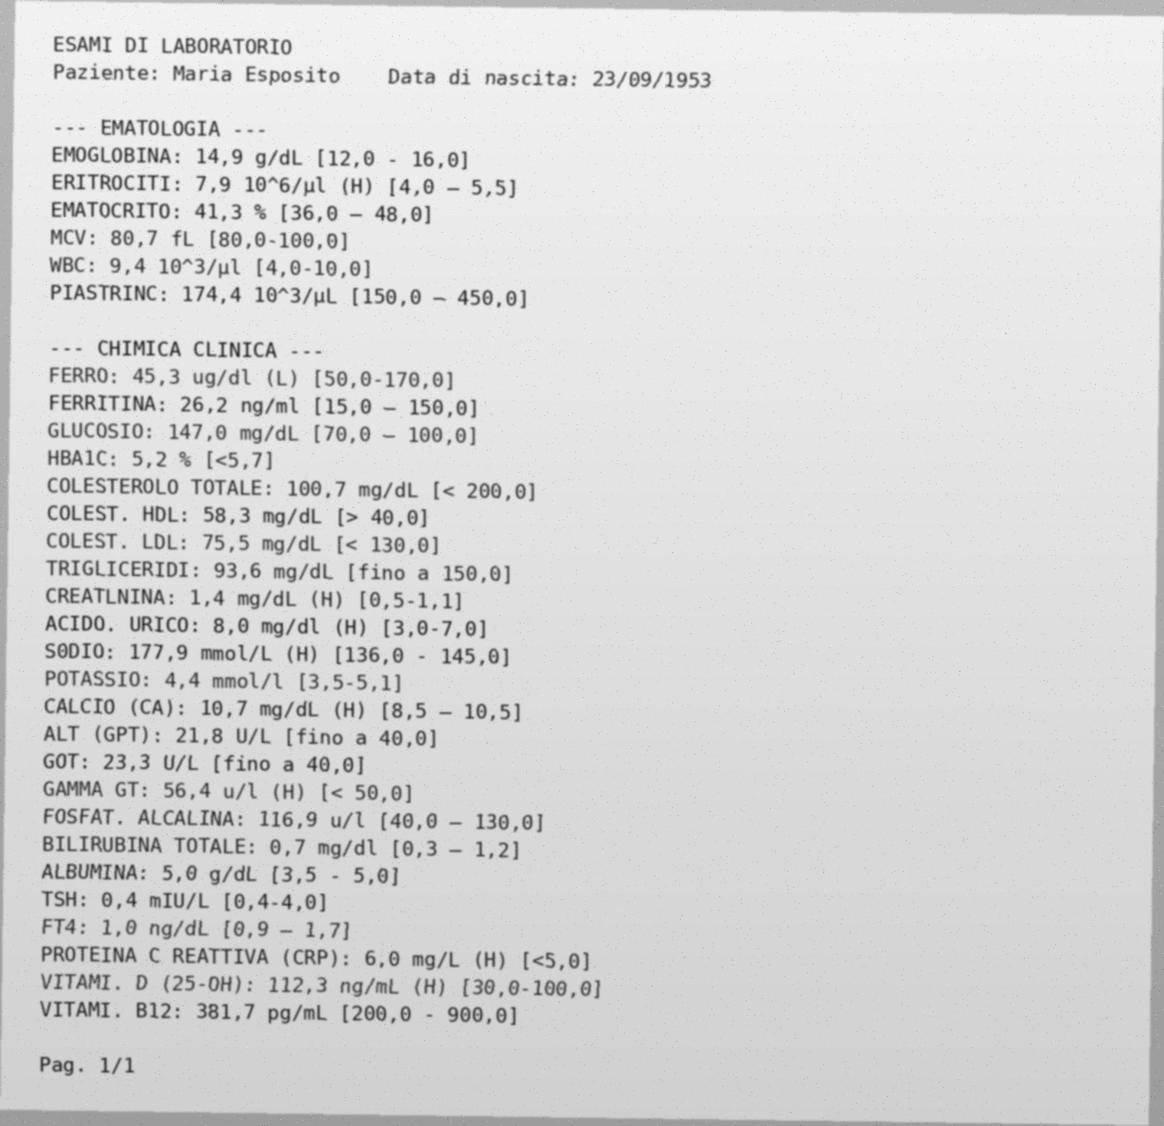 ESAMI DI LABORATORIO
Paziente: Maria Esposito    Data di nascita: 23/09/1953

--- EMATOLOGIA ---
EMOGLOBINA: 14,9 g/dL [12,0 - 16,0]
ERITROCITI: 7,9 10^6/µl (H) [4,0 – 5,5]
EMATOCRITO: 41,3 % [36,0 – 48,0]
MCV: 80,7 fL [80,0-100,0]
WBC: 9,4 10^3/µl [4,0-10,0]
PIASTRINC: 174,4 10^3/µL [150,0 – 450,0]

--- CHIMICA CLINICA ---
FERRO: 45,3 ug/dl (L) [50,0-170,0]
FERRITINA: 26,2 ng/ml [15,0 – 150,0]
GLUCOSIO: 147,0 mg/dL [70,0 – 100,0]
HBA1C: 5,2 % [<5,7]
COLESTEROLO TOTALE: 100,7 mg/dL [< 200,0]
COLEST. HDL: 58,3 mg/dL [> 40,0]
COLEST. LDL: 75,5 mg/dL [< 130,0]
TRIGLICERIDI: 93,6 mg/dL [fino a 150,0]
CREATLNINA: 1,4 mg/dL (H) [0,5-1,1]
ACIDO. URICO: 8,0 mg/dl (H) [3,0-7,0]
S0DIO: 177,9 mmol/L (H) [136,0 - 145,0]
POTASSIO: 4,4 mmol/l [3,5-5,1]
CALCIO (CA): 10,7 mg/dL (H) [8,5 – 10,5]
ALT (GPT): 21,8 U/L [fino a 40,0]
GOT: 23,3 U/L [fino a 40,0]
GAMMA GT: 56,4 u/l (H) [< 50,0]
FOSFAT. ALCALINA: 116,9 u/l [40,0 – 130,0]
BILIRUBINA TOTALE: 0,7 mg/dl [0,3 – 1,2]
ALBUMINA: 5,0 g/dL [3,5 - 5,0]
TSH: 0,4 mIU/L [0,4-4,0]
FT4: 1,0 ng/dL [0,9 – 1,7]
PROTEINA C REATTIVA (CRP): 6,0 mg/L (H) [<5,0]
VITAMI. D (25-OH): 112,3 ng/mL (H) [30,0-100,0]
VITAMI. B12: 381,7 pg/mL [200,0 - 900,0]

Pag. 1/1